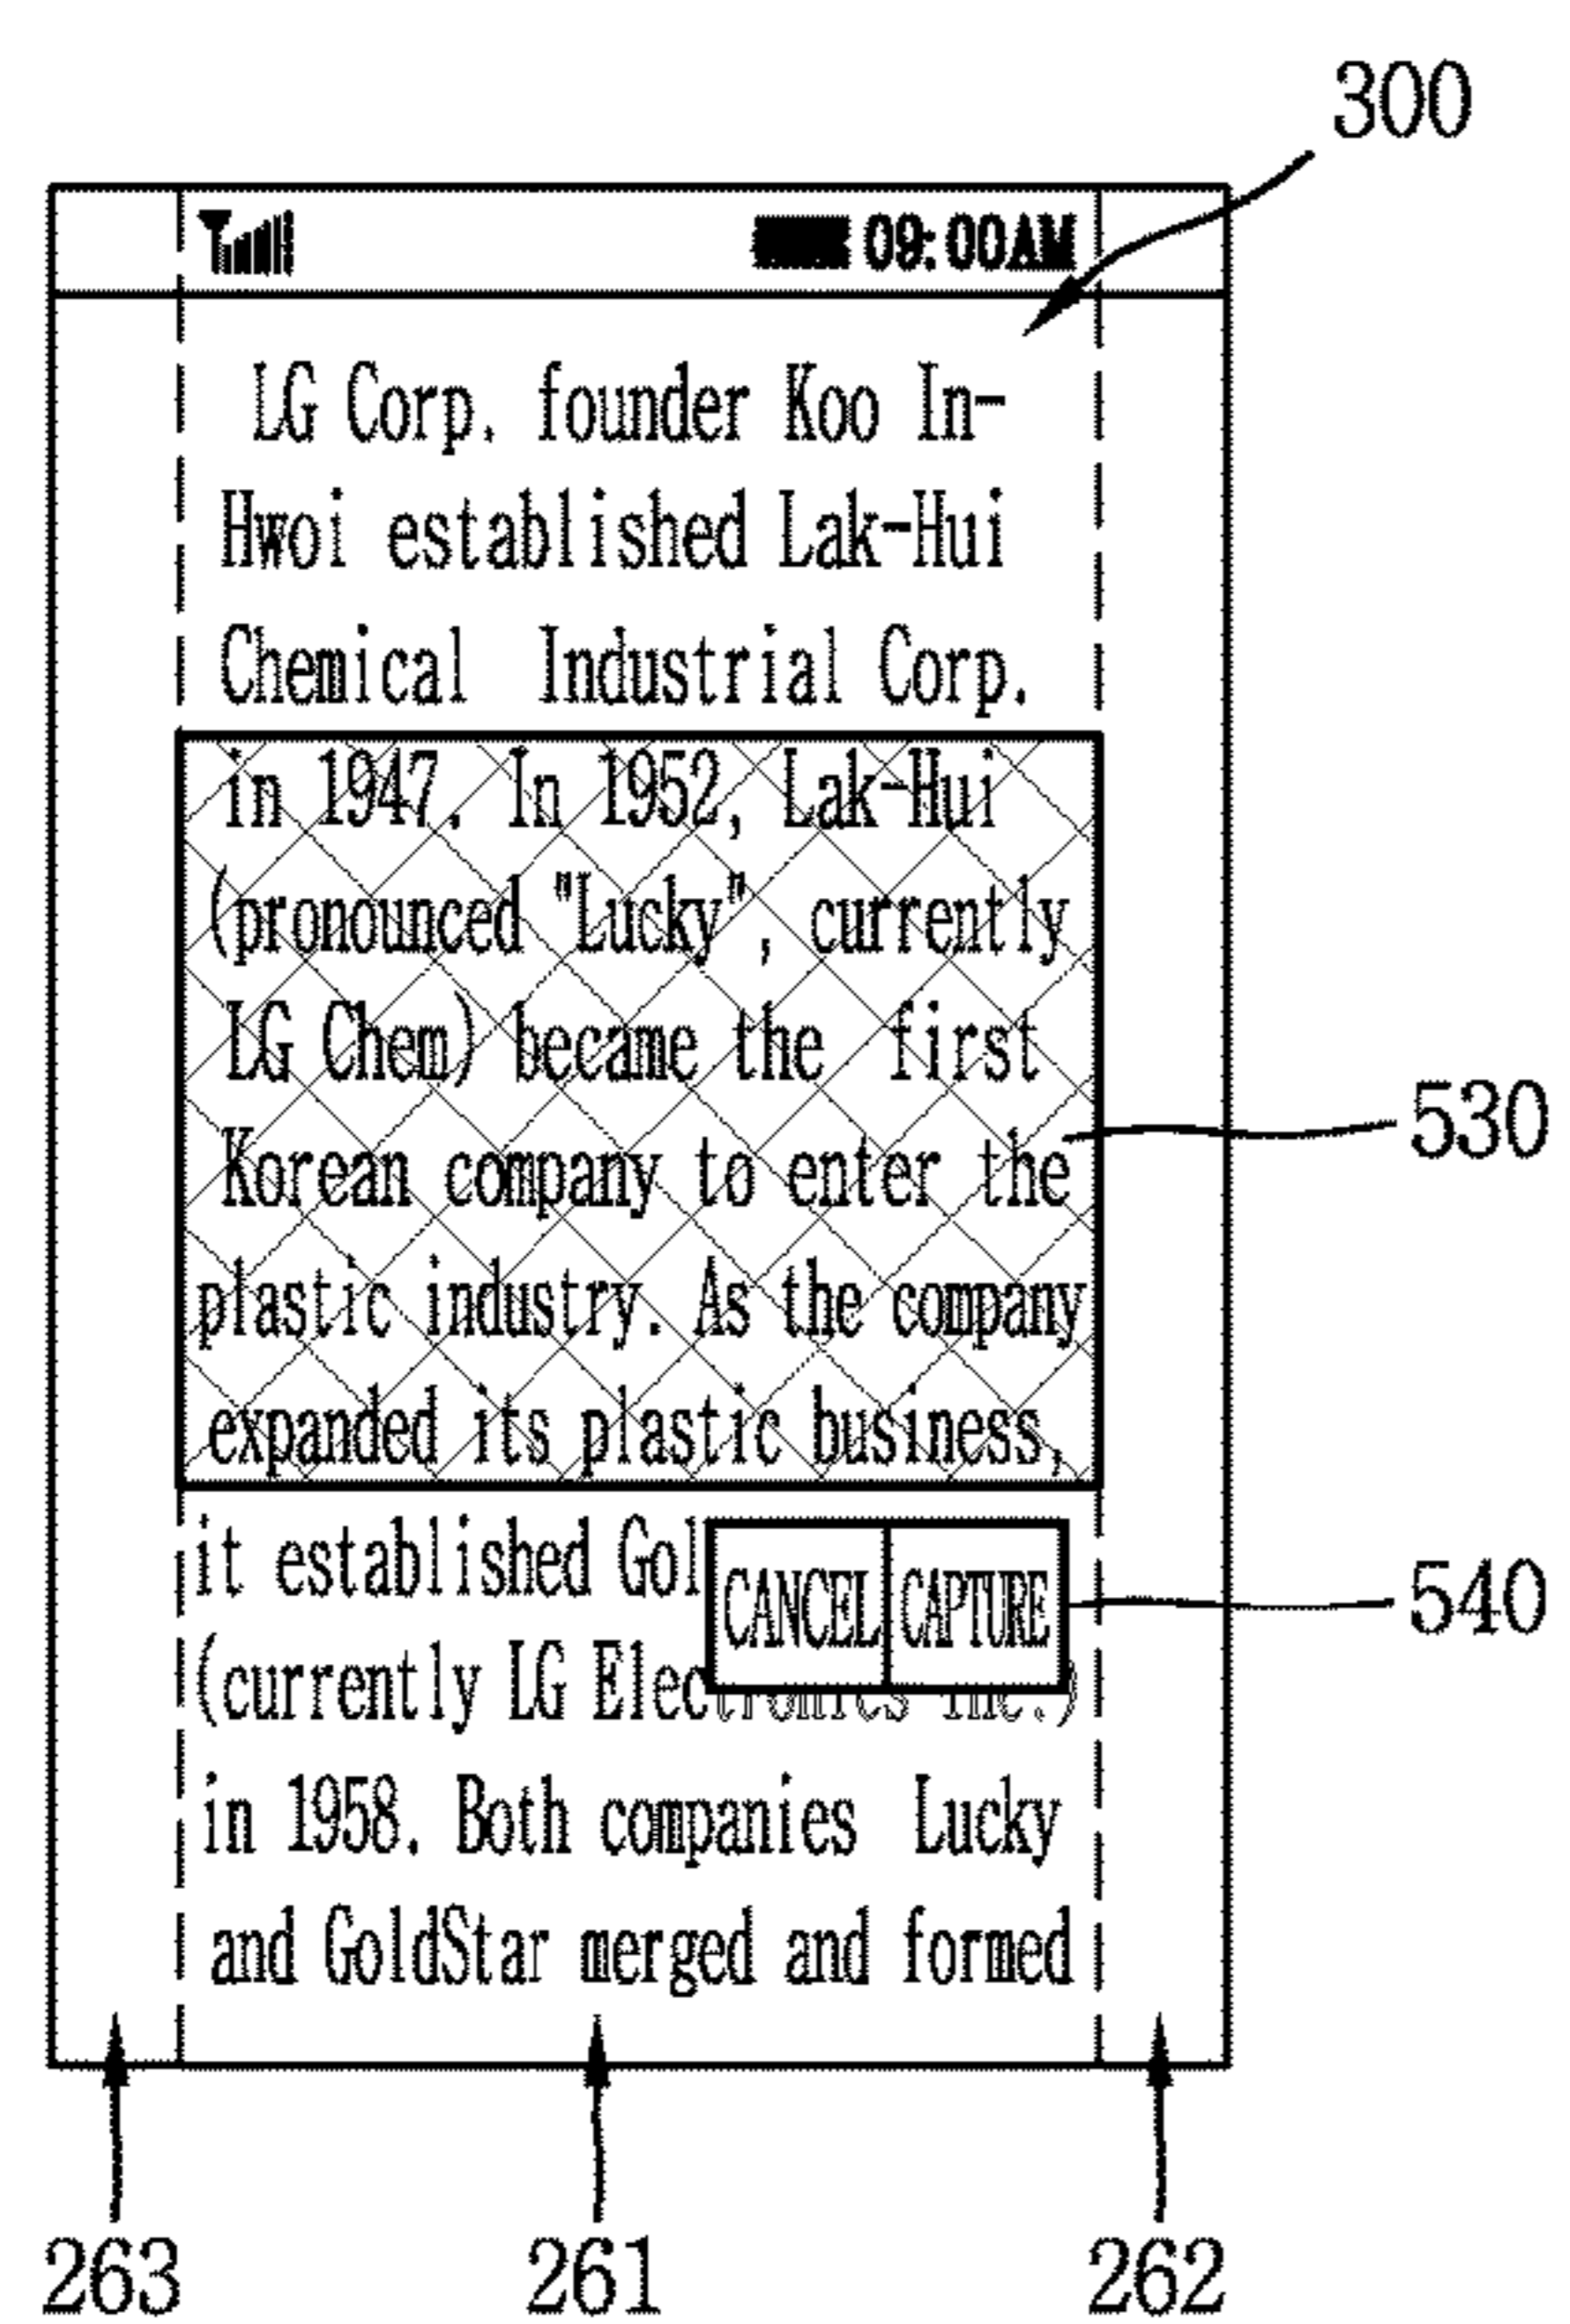 300
09:00AM
LG Corp. founder Koo In-
Hwoi established Lak-Hui
Chemical Industrial Corp.
in 1947. In 1952, Lak-Hui
(pronounced "Lucky", currently
LG Chem) became the first
Korean company to enter the
530
plastic industry. As the company
expanded its plastic business,
it established Gol
CANCEL CAPTURE
540
(currently LG Electronics Inc.)
in 1958. Both companies Lucky
and GoldStar merged and formed
263 261 262